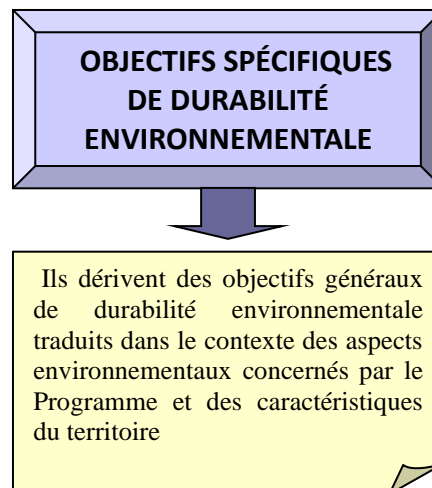 OBJECTIFS SPÉCIFIQUES
DE DURABILITÉ
ENVIRONNEMENTALE
Ils dérivent des objectifs généraux
de durabilité environnementale
traduits dans le contexte des aspects
environnementaux concernés par le
Programme et des caractéristiques
du territoire